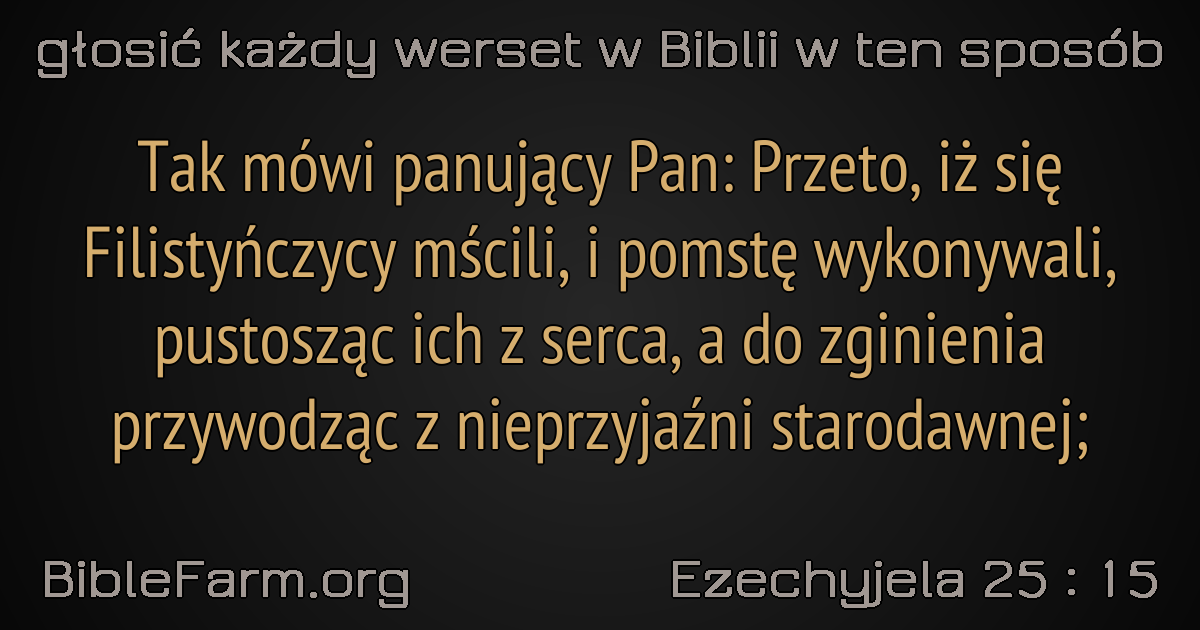 głosić każdy werset w Biblii w ten sposób
Tak mówi panujący Pan: Przeto, iż się
Filistyńczycy mścili, i pomstę wykonywali,
pustosząc ich z serca, a do zginienia
przywodząc z nieprzyjaźni starodawnej;
BibleFarm.org
Ezechyjela 25 : 15